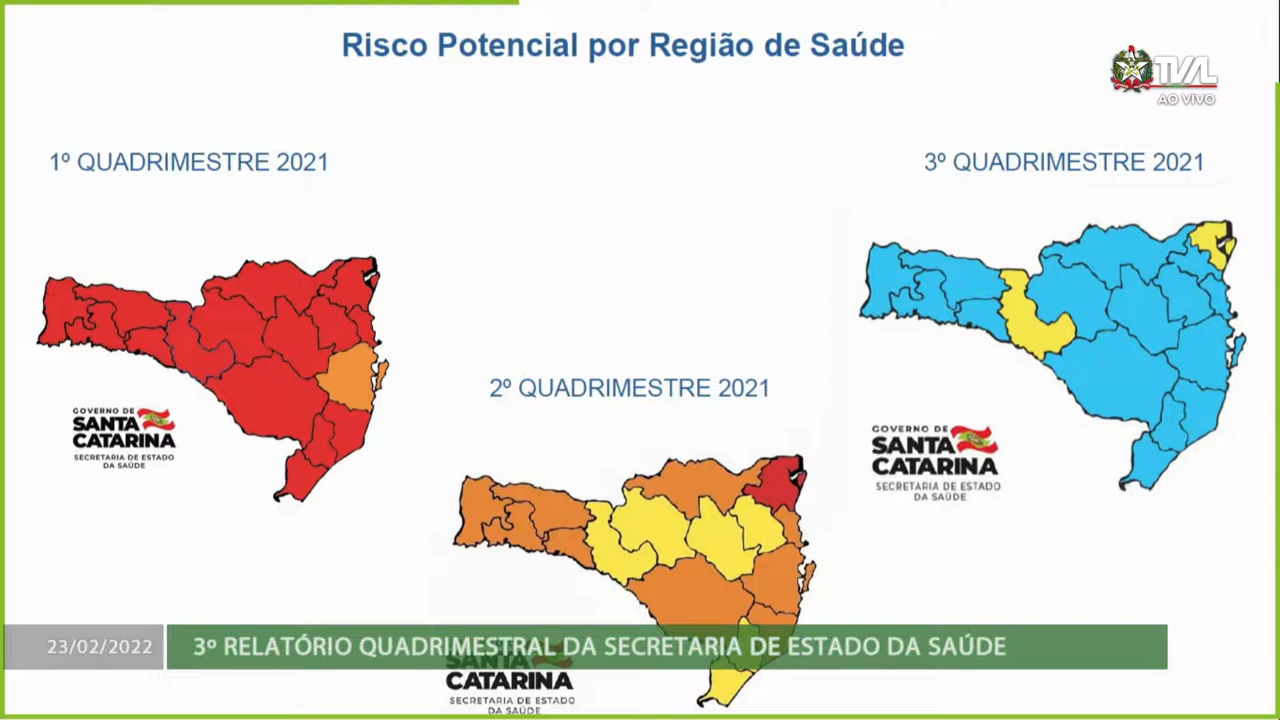 Risco Potencial por Região de Saúde
TVAL
AO VIVO
1º QUADRIMESTRE 2021
3º QUADRIMESTRE 2021
GOVERNO DE
SANTA
CATARINA
SECRETARIA DE ESTADO
DA SAÚDE
2º QUADRIMESTRE 2021
GOVERNO DE
SANTA
CATARINA
SECRETARIA DE ESTADO
DA SAÚDE
23/02/2022
3º RELATÓRIO QUADRIMESTRAL DA SECRETARIA DE ESTADO DA SAÚDE
SANTA
CATARINA
SECRETARIA DE ESTADO
DA SAÚDE